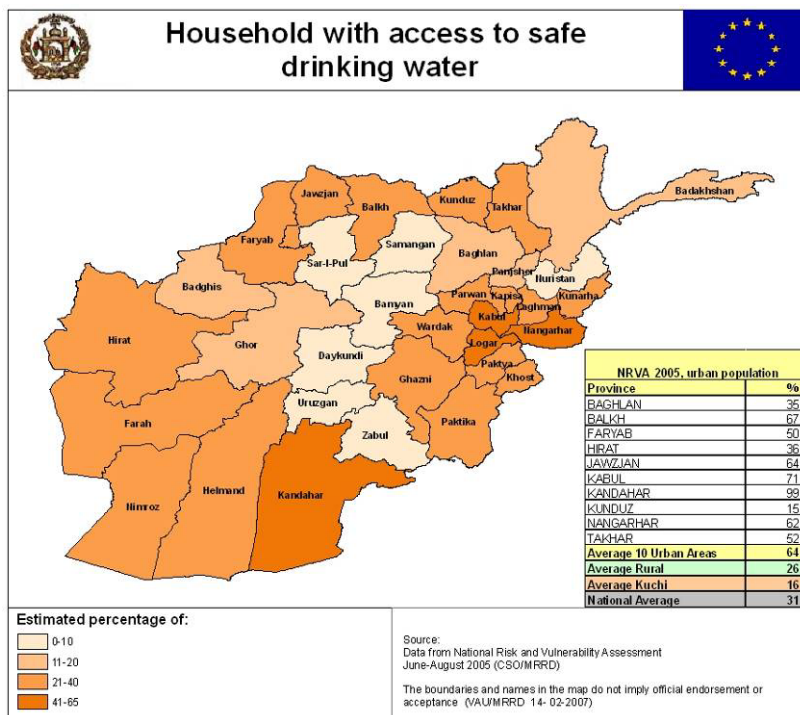 Household with access to safe
drinking water
Jawzjan
Balkh
Kunduz
Takhar
Badakhshan
Faryab
Sar-I-Pul
Samangan
Baghlan
Panjsher
Nuristan
Badghis
Bamyan
Parwan
Kapisa
Laghman
Kunarha
Hirat
Ghor
Kabul
Nangarhar
Wardak
Logar
Daykundi
Paktya
Khost
Ghazni
Uruzgan
Paktika
Farah
Zabul
Nimroz
Helmand
Kandahar
NRVA 2005, urban population
Province %
BAGHLAN 35
BALKH 67
FARYAB 50
HIRAT 36
JAWZJAN 64
KABUL 71
KANDAHAR 99
KUNDUZ 15
NANGARHAR 62
TAKHAR 52
Average 10 Urban Areas 64
Average Rural 26
Average Kuchi 16
National Average 31
Estimated percentage of:
0-10
11-20
21-40
41-65
Source:
Data from National Risk and Vulnerability Assessment
June-August 2005 (CSO/MRRD)
The boundaries and names in the map do not imply official endorsement or
acceptance (VAU/MRRD 14- 02-2007)